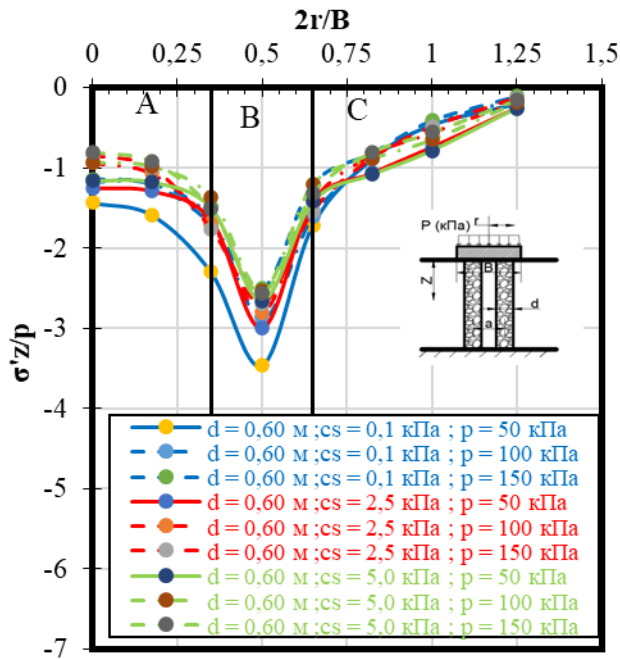 2r/B
0 0,25 0,5 0,75 1 1,25 1,5
0
-1
-2
-3
-4
-5
-6
-7
σ'z/p
A B C
P (кПа) r
B
Z
d
a
d = 0,60 м ;cs = 0,1 кПа ; p = 50 кПа
d = 0,60 м ;cs = 0,1 кПа ; p = 100 кПа
d = 0,60 м ;cs = 0,1 кПа ; p = 150 кПа
d = 0,60 м ;cs = 2,5 кПа ; p = 50 кПа
d = 0,60 м ;cs = 2,5 кПа ; p = 100 кПа
d = 0,60 м ;cs = 2,5 кПа ; p = 150 кПа
d = 0,60 м ;cs = 5,0 кПа ; p = 50 кПа
d = 0,60 м ;cs = 5,0 кПа ; p = 100 кПа
d = 0,60 м ;cs = 5,0 кПа ; p = 150 кПа